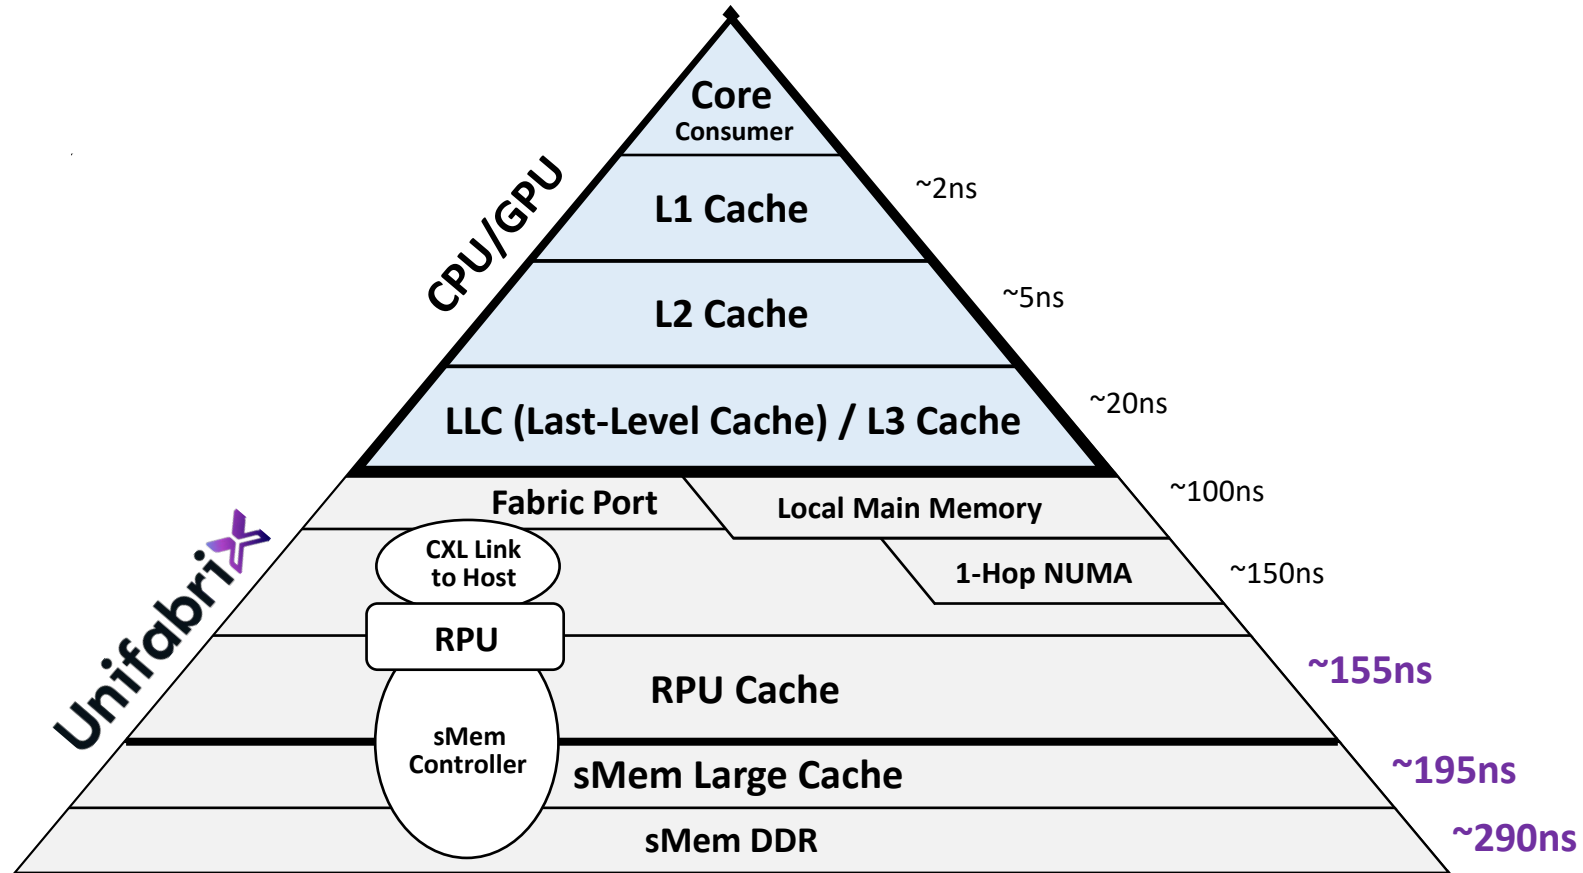 Core
Consumer
CPU/GPU
L1 Cache
~2ns
L2 Cache
~5ns
LLC (Last-Level Cache) / L3 Cache
~20ns
Fabric Port
Local Main Memory
~100ns
CXL Link
to Host
1-Hop NUMA
~150ns
UnifabriX
RPU
RPU Cache
~155ns
sMem
Controller
sMem Large Cache
~195ns
sMem DDR
~290ns